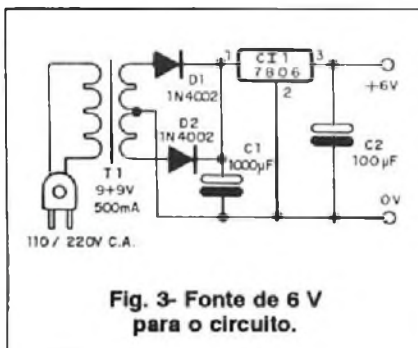 D1
1N4002
D2
1N4002
T1
9+9V
500mA
110 / 220V C.A.
1
CI1
7806
3
2
C1
1000µF
C2
100µF
+6V
0V
Fig. 3- Fonte de 6 V
para o circuito.